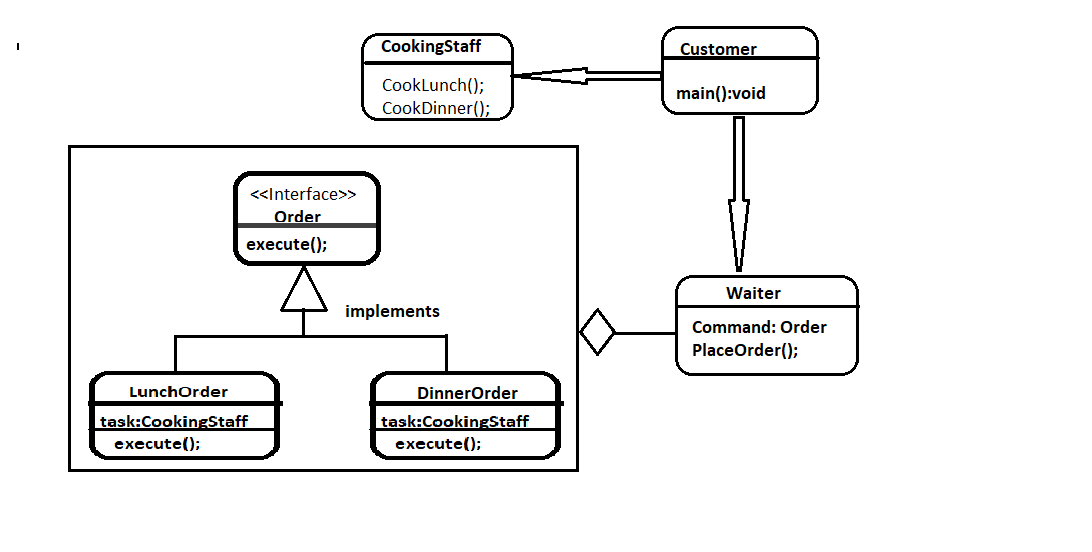 CookingStaff
CookLunch();
CookDinner();
Customer
main():void
<<Interface>>
Order
execute();
implements
Waiter
Command: Order
PlaceOrder();
LunchOrder
task:CookingStaff
execute();
DinnerOrder
task:CookingStaff
execute();